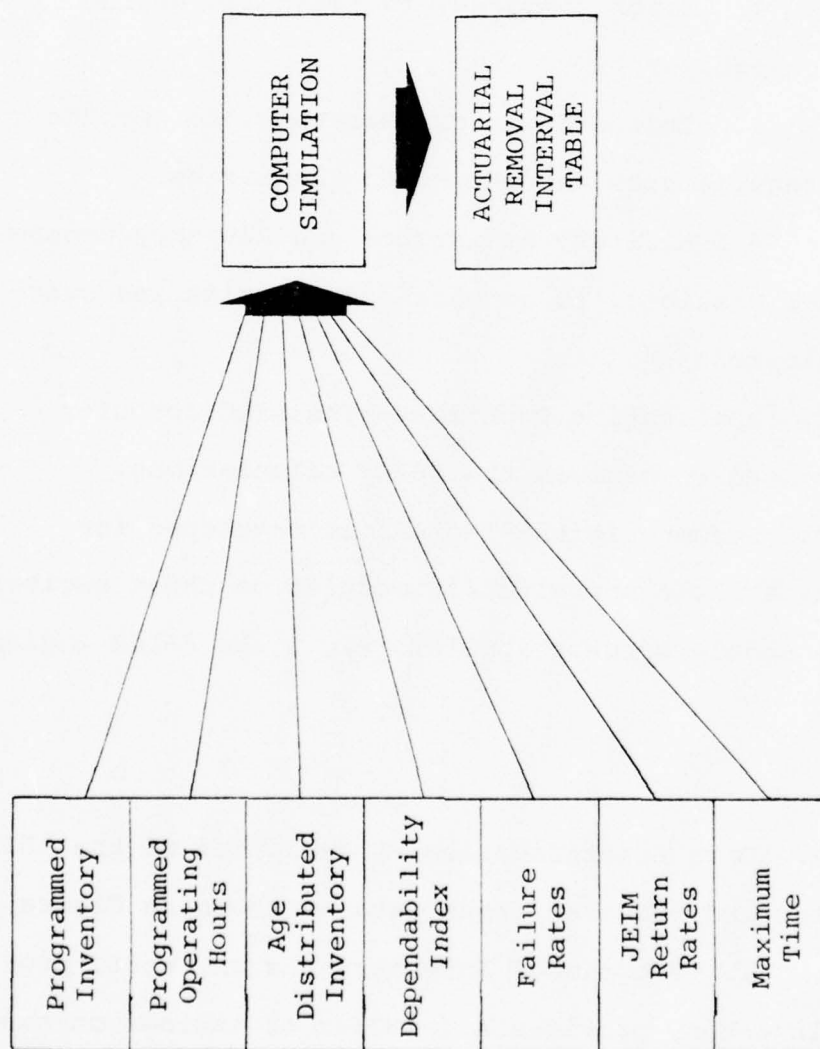 Programmed
Invenory
Programmed
Operating
Hours
Age
Distributed
Inventory
Dependability
Index
Failure
Rates
JEIM
Return
Rates
Maximum
Time
COMPUTER
SIMULATION
ACTUARIAL
REMOVAL
INTERVAL
TABLE